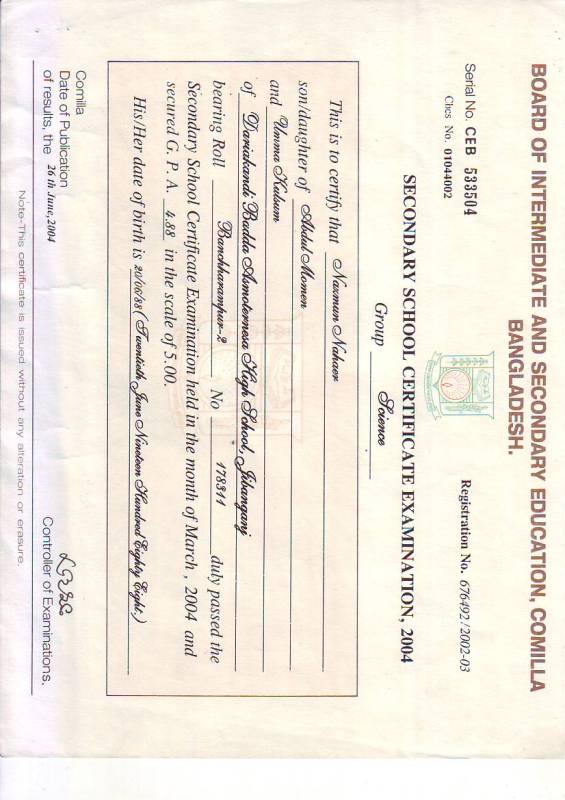 BOARD OF INTERMEDIATE AND SECONDARY EDUCATION, COMILLA
BANGLADESH.
Serial No. CEB 533504
Chcs No. 01044002
Registration No. 676492/2002-03
SECONDARY SCHOOL CERTIFICATE EXAMINATION, 2004
Group Science
This is to certify that Nazmun Nahaer
son/daughter of Abdul Momen
and Umma Kulsum
of Dariakandi Budda Asmoternesa High School, Jibanganj
bearing Roll Banchharampur-2 No 178311 duly passed the
Secondary School Certificate Examination held in the month of March , 2004 and
secured G. P. A. 4.88 in the scale of 5.00.
His/Her date of birth is 20/06/88 ( Twentieth June Nineteen Hundred Eighty Eight.)
Comilla
Date of Publication
of results, the 26 th June,2004
Controller of Examinations.
Note-This certificate is issued without any alteration or erasure.